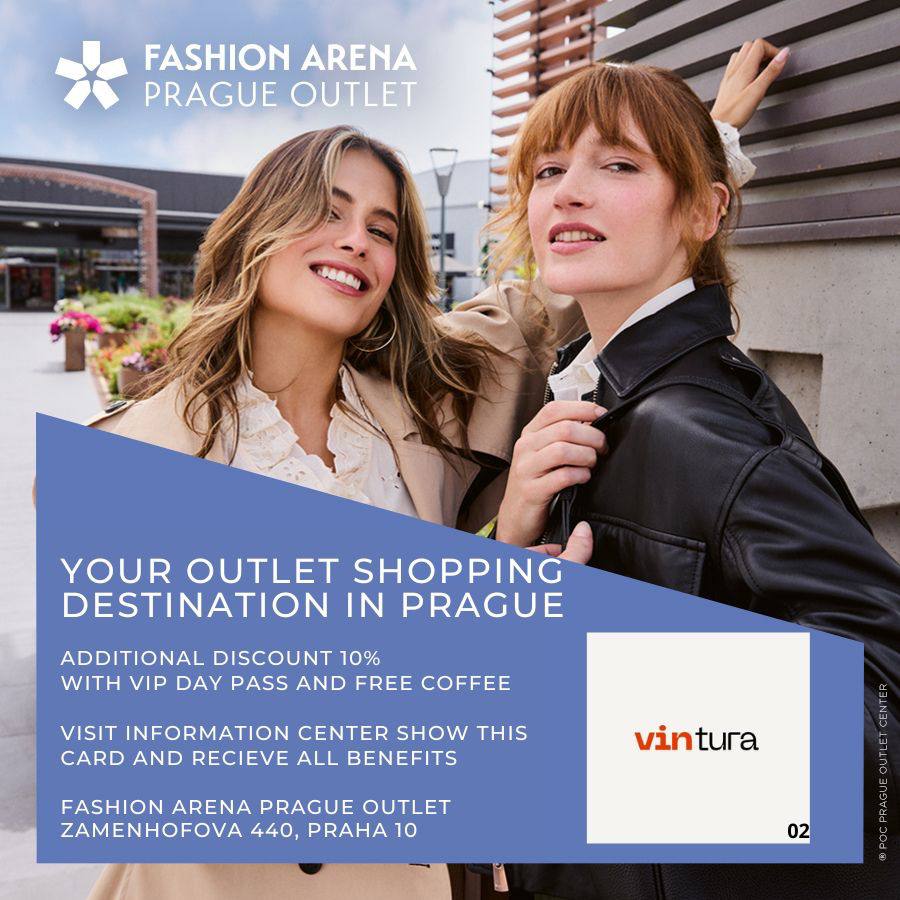 FASHION ARENA
PRAGUE OUTLET
YOUR OUTLET SHOPPING
DESTINATION IN PRAGUE
ADDITIONAL DISCOUNT 10%
WITH VIP DAY PASS AND FREE COFFEE
VISIT INFORMATION CENTER SHOW THIS
CARD AND RECIEVE ALL BENEFITS
FASHION ARENA PRAGUE OUTLET
ZAMENHOFOVA 440, PRAHA 10
vintura
02
® POC PRAGUE OUTLET CENTER